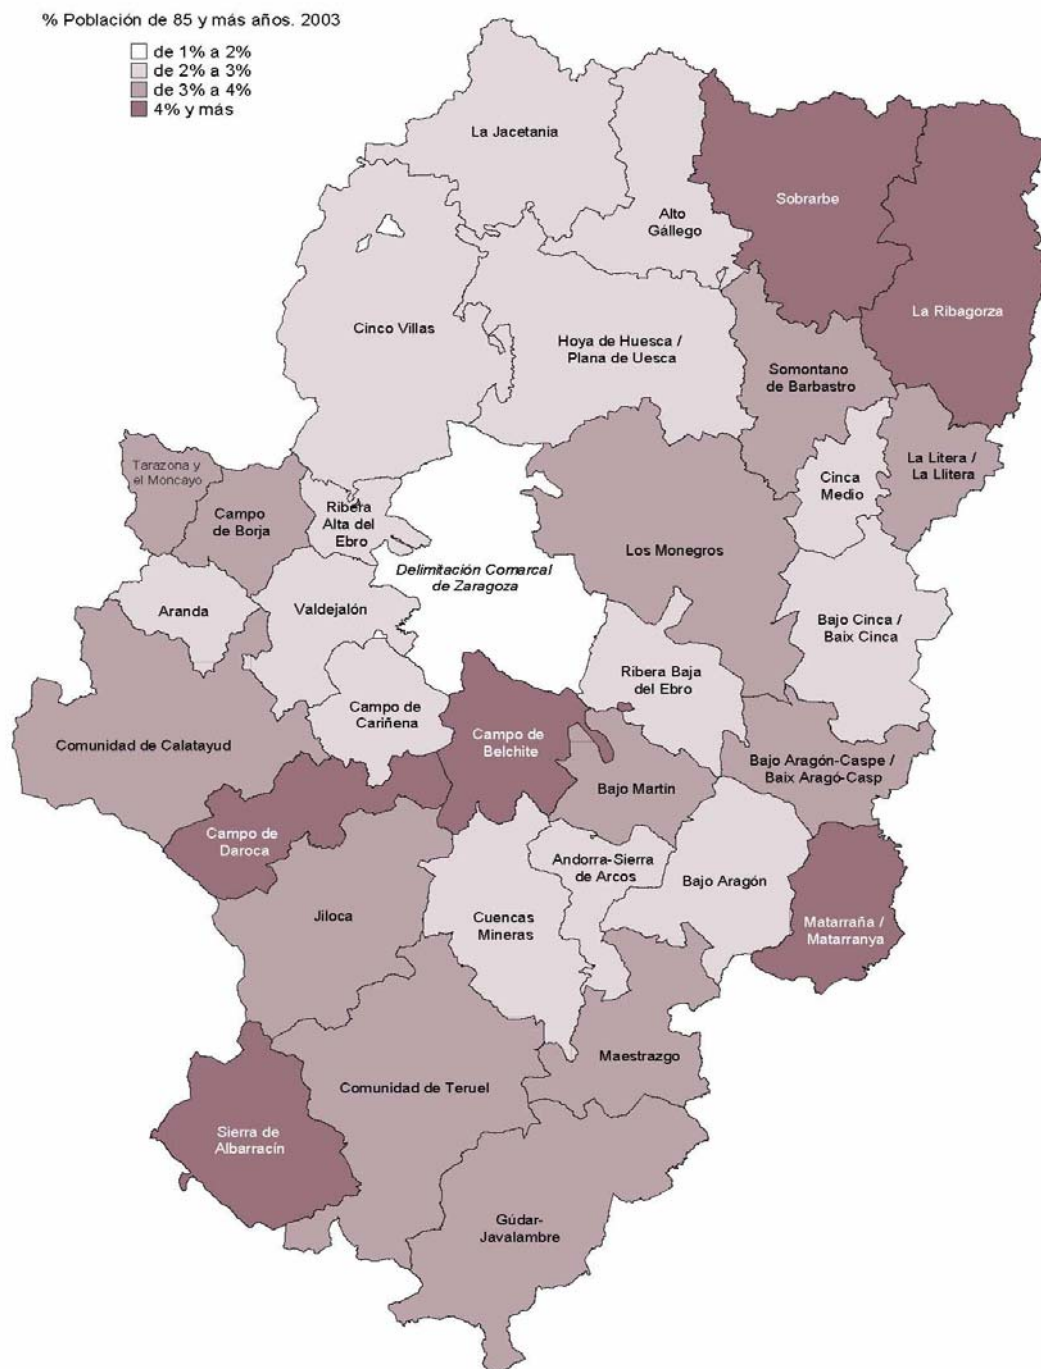 % Población de 85 y más años. 2003
de 1% a 2%
de 2% a 3%
de 3% a 4%
4% y más
La Jacetania
Sobrarbe
Alto
Gállego
La Ribagorza
Cinco Villas
Hoya de Huesca /
Plana de Uesca
Somontano
de Barbastro
Tarazona y
el Moncayo
La Litera /
La Llitera
Cinca
Medio
Campo
de Borja
Ribera
Alta del
Ebro
Los Monegros
Delimitación Comarcal
de Zaragoza
Aranda
Valdejalón
Bajo Cinca /
Baix Cinca
Ribera Baja
del Ebro
Campo de
Cariñena
Comunidad de Calatayud
Campo de
Belchite
Bajo Aragón-Caspe /
Baix Aragó-Casp
Bajo Martín
Campo de
Daroca
Andorra-Sierra
de Arcos
Bajo Aragón
Jiloca
Cuencas
Mineras
Matarraña /
Matarranya
Maestrazgo
Comunidad de Teruel
Sierra de
Albarracín
Gúdar-
Javalambre